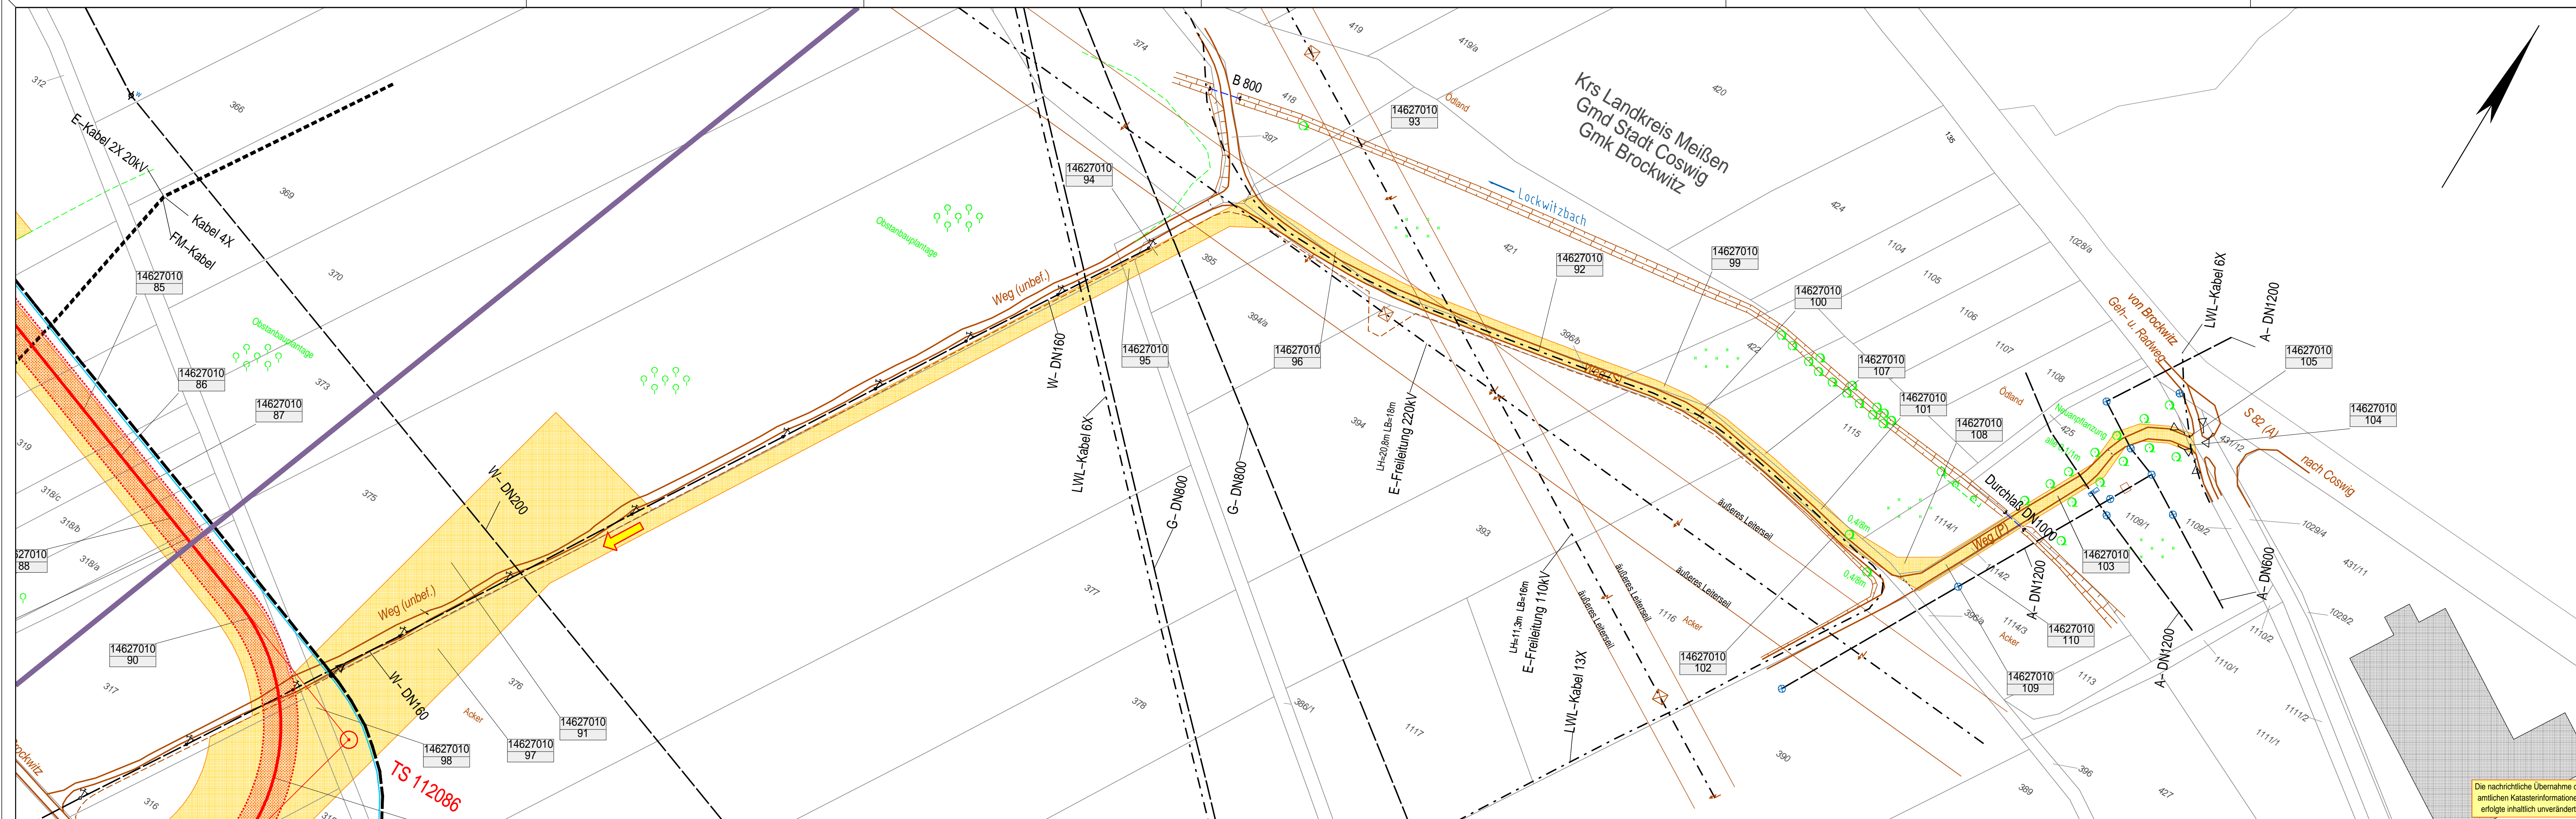 312
366
W
E–Kabel 2X 20kV
369
Kabel 4X
FM–Kabel
370
14627010
85
Obstanbauplantage
14627010
86
373
14627010
87
319
318/c
318/b
318/a
14627010
88
375
W– DN200
Weg (unbef.)
14627010
90
317
W– DN160
376
Acker
14627010
91
14627010
97
14627010
98
TS 112086
316
374
B 800
418
397
14627010
94
Obstanbauplantage
Weg (unbef.)
395
W– DN160
14627010
95
394/a
14627010
96
LWL–Kabel 6X
G– DN800
G– DN800
377
378
386/1
1117
419
419/a
Ödland
14627010
93
420
Krs Landkreis Meißen
Gmd Stadt Coswig
Gmk Brockwitz
Lockwitzbach
421
14627010
92
14627010
99
396/b
394
LH=20,8m LB=18m
E–Freileitung 220kV
393
LH=11,3m LB=16m
E–Freileitung 110kV
LWL–Kabel 13X
äußeres Leiterseil
äußeres Leiterseil
äußeres Leiterseil
äußeres Leiterseil
1116
Acker
390
424
1104
1105
1106
1107
1108
14627010
100
422
14627010
107
14627010
101
14627010
108
1115
0,4/8m
0,4/8m
14627010
102
Ödland
Neuanpflanzung
425
Durchlaß DN1000
1114/1
Weg (P)
1114/2
A– DN1200
396/a
1114/3
Acker
14627010
103
14627010
110
14627010
109
1113
1028/a
von Brockwitz
Geh– u. Radweg
LWL–Kabel 6X
A– DN1200
14627010
105
14627010
104
S 82 (A)
nach Coswig
431/12
1109/1
1109/2
1029/4
431/11
A– DN600
A– DN1200
1029/2
1110/2
1110/1
1111/2
1111/1
396
389
427
Die nachrichtliche Übernahme
amtlichen
erfolgte inhaltlich